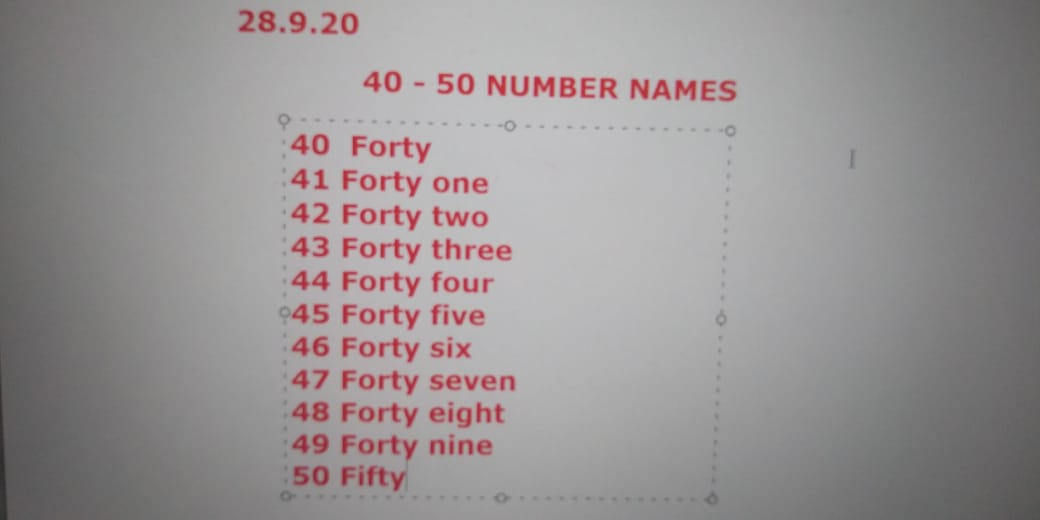 28.9.20
40 - 50 NUMBER NAMES
40 Forty
41 Forty one
42 Forty two
43 Forty three
44 Forty four
45 Forty five
46 Forty six
47 Forty seven
48 Forty eight
49 Forty nine
50 Fifty